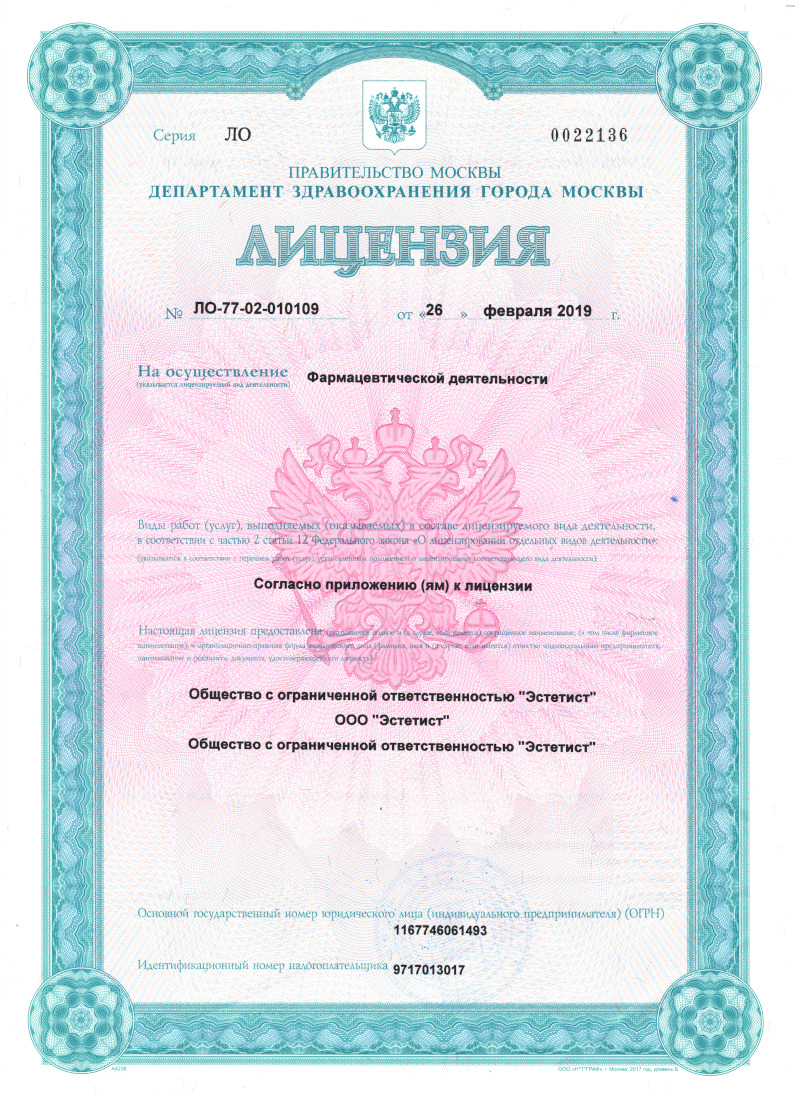 Серия ЛО 0022136
ПРАВИТЕЛЬСТВО МОСКВЫ
ДЕПАРТАМЕНТ ЗДРАВООХРАНЕНИЯ ГОРОДА МОСКВЫ
ЛИЦЕНЗИЯ
№ ЛО-77-02-010109 от «26 » февраля 2019 г.
На осуществление Фармацевтической деятельности
(указывается лицензируемый вид деятельности)
Виды работ (услуг), выполняемых (оказываемых) в составе лицензируемого вида деятельности,
в соответствии с частью 2 статьи 12 Федерального закона «О лицензировании отдельных видов деятельности»:
(указываются в соответствии с перечнем работ (услуг), установленным положением о лицензировании соответствующего вида деятельности)
Согласно приложению (ям) к лицензии
Настоящая лицензия предоставлена (указываются полное и (в случае, если имеется) сокращенное наименование, (в том числе фирменное
наименование), и организационно-правовая форма юридического лица (фамилия, имя и (в случае, если имеется) отчество индивидуального предпринимателя,
наименование и реквизиты документа, удостоверяющего его личность)
Общество с ограниченной ответственностью "Эстетист"
ООО "Эстетист"
Общество с ограниченной ответственностью "Эстетист"
Основной государственный номер юридического лица (индивидуального предпринимателя) (ОГРН)
1167746061493
Идентификационный номер налогоплательщика 9717013017
А4238 ООО «Н"Т"ГРАФ», г. Москва, 2017 год, уровень Б